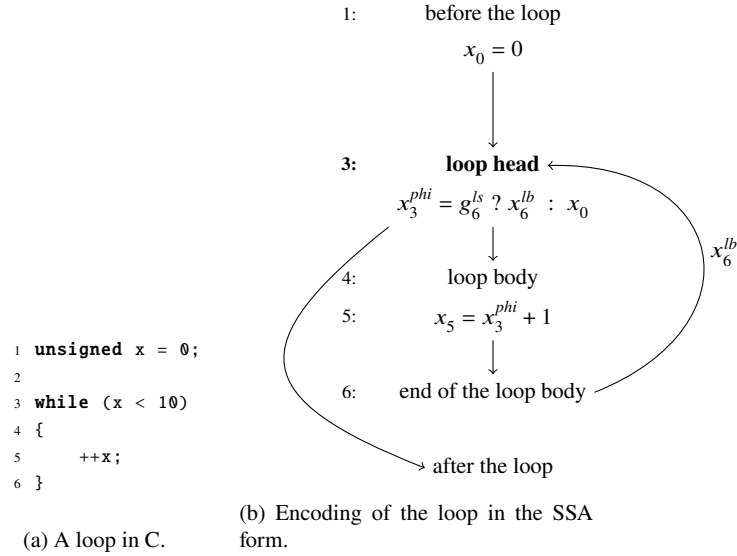 1: before the loop
x_0 = 0
3: loop head
x_3^{phi} = g_6^{ls} ? x_6^{lb} : x_0
x_6^{lb}
4: loop body
5: x_5 = x_3^{phi} + 1
6: end of the loop body
after the loop
1 unsigned x = 0;
2
3 while (x < 10)
4 {
5 ++x;
6 }
(a) A loop in C.
(b) Encoding of the loop in the SSA
form.